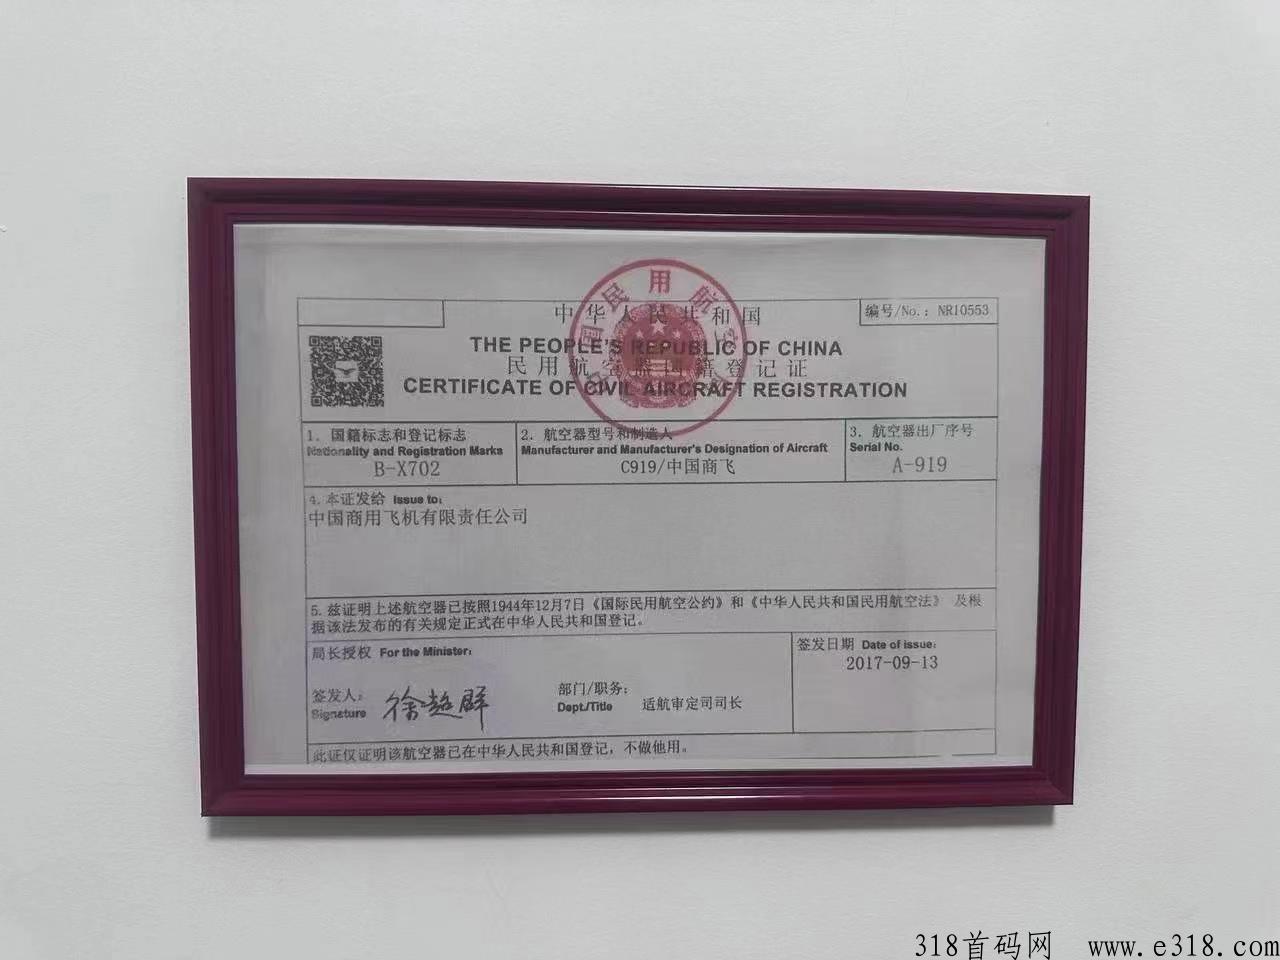 中华人民共和国
编号/No.：NR10553
THE PEOPLE'S REPUBLIC OF CHINA
民用航空器国籍登记证
CERTIFICATE OF CIVIL AIRCRAFT REGISTRATION
民用航
1. 国籍标志和登记标志
Nationality and Registration Marks
B-X702
2. 航空器型号和制造人
Manufacturer and Manufacturer's Designation of Aircraft
C919/中国商飞
3. 航空器出厂序号
Serial No.
A-919
4. 本证发给 Issue to:
中国商用飞机有限责任公司
5. 兹证明上述航空器已按照1944年12月7日《国际民用航空公约》和《中华人民共和国民用航空法》 及根
据该法发布的有关规定正式在中华人民共和国登记。
局长授权 For the Minister:
签发人:
Signature
徐超群
部门/职务:
Dept./Title
适航审定司司长
签发日期 Date of issue:
2017-09-13
此证仅证明该航空器已在中华人民共和国登记，不做他用。
318首码网 www.e318.com